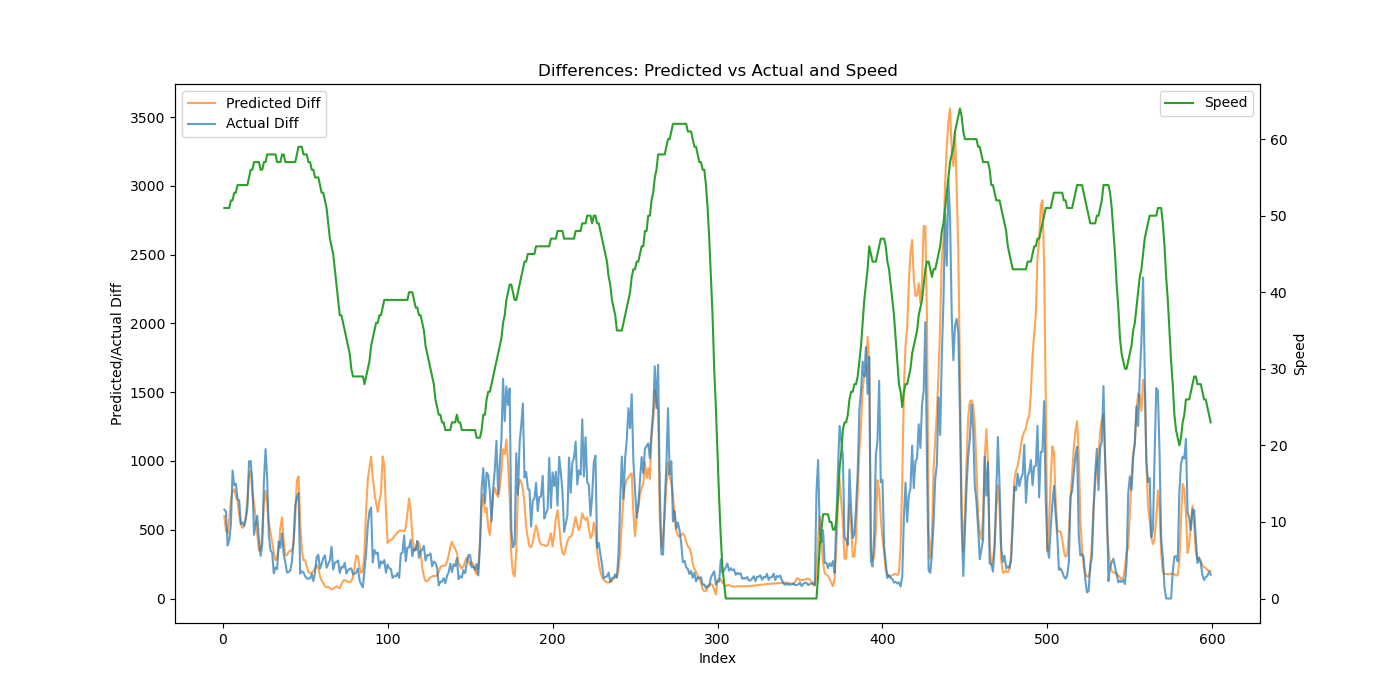 Differences: Predicted vs Actual and Speed
Predicted Diff
Actual Diff
Speed
3500
3000
2500
2000
1500
1000
500
0
Predicted/Actual Diff
60
50
40
30
20
10
0
Speed
0 100 200 300 400 500 600
Index